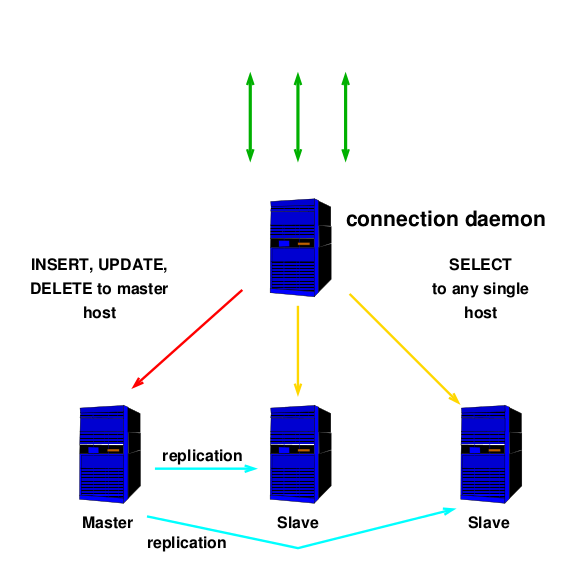 connection daemon
INSERT, UPDATE,
DELETE to master
host
SELECT
to any single
host
replication
Master
Slave
Slave
replication